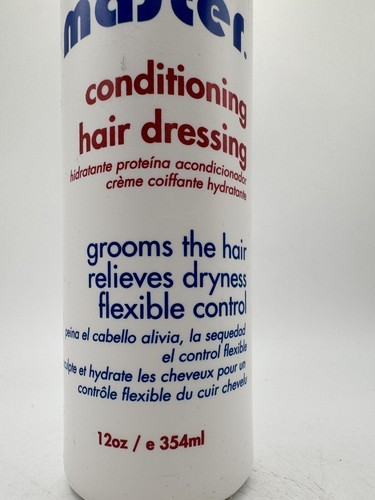 master.
conditioning
hair dressing
hidratante proteína acondicionador
crème coiffante hydratante
grooms the hair
relieves dryness
flexible control
peina el cabello alivia, la sequedad
el control flexible
et hydrate les cheveux pour un
contrôle flexible du cuir chevelu
12oz / e 354ml